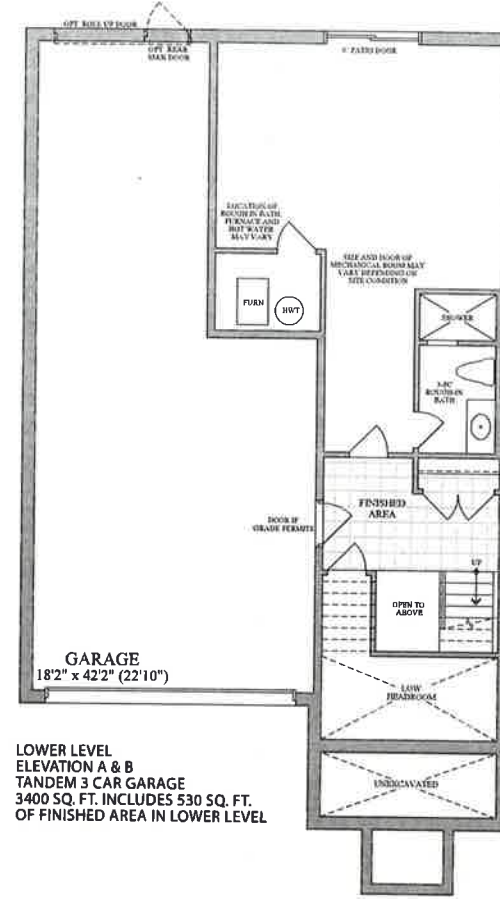 OPT. ROLL UP DOOR
OPT. REAR
MAN DOOR
6' PATIO DOOR
LOCATION OF
ROUGH-IN BATH,
FURNACE AND
HOT WATER
MAY VARY
SIZE AND DOOR OF
MECHANICAL ROOM MAY
VARY DEPENDING ON
SITE CONDITION
FURN
HWT
SHOWER
3-PC
ROUGH-IN
BATH
FINISHED
AREA
DOOR IF
GRADE PERMITS
UP
OPEN TO
ABOVE
GARAGE
18'2" x 42'2" (22'10")
LOW
HEADROOM
UNEXCAVATED
LOWER LEVEL
ELEVATION A & B
TANDEM 3 CAR GARAGE
3400 SQ. FT. INCLUDES 530 SQ. FT.
OF FINISHED AREA IN LOWER LEVEL